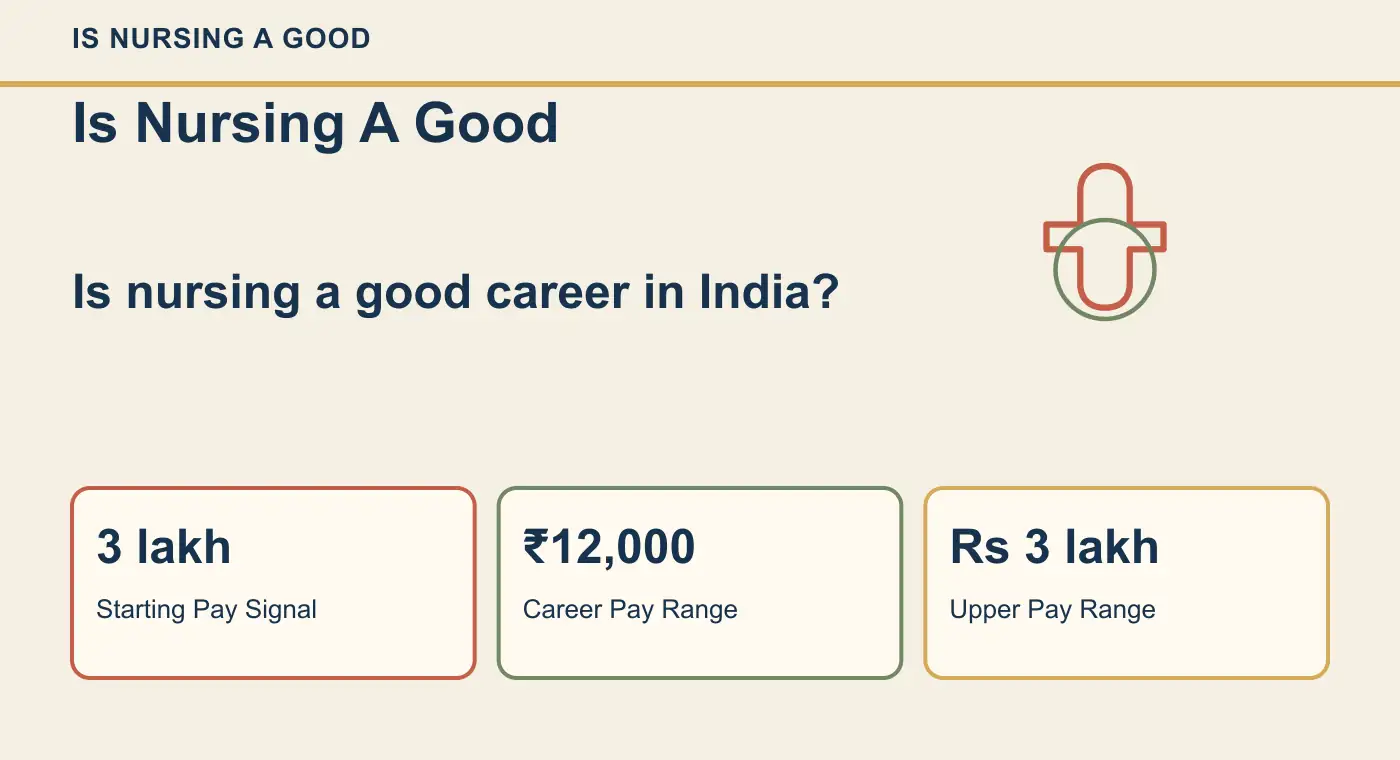 IS NURSING A GOOD
Is Nursing A Good
Is nursing a good career in India?
3 lakh
Starting Pay Signal
₹12,000
Career Pay Range
Rs 3 lakh
Upper Pay Range